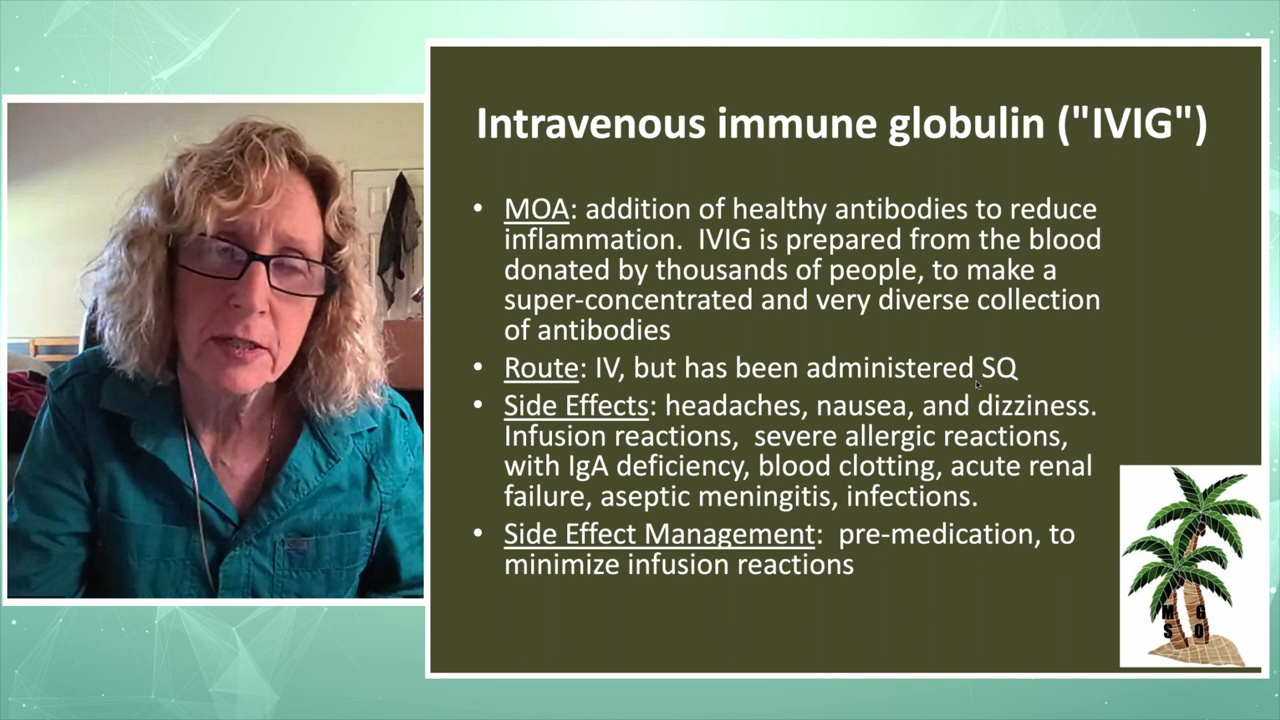 Intravenous immune globulin ("IVIG")
• MOA: addition of healthy antibodies to reduce
inflammation.  IVIG is prepared from the blood
donated by thousands of people, to make a
super-concentrated and very diverse collection
of antibodies
• Route: IV, but has been administered SQ
• Side Effects: headaches, nausea, and dizziness.
Infusion reactions,  severe allergic reactions,
with IgA deficiency, blood clotting, acute renal
failure, aseptic meningitis, infections.
• Side Effect Management:  pre-medication, to
minimize infusion reactions
M G
S O